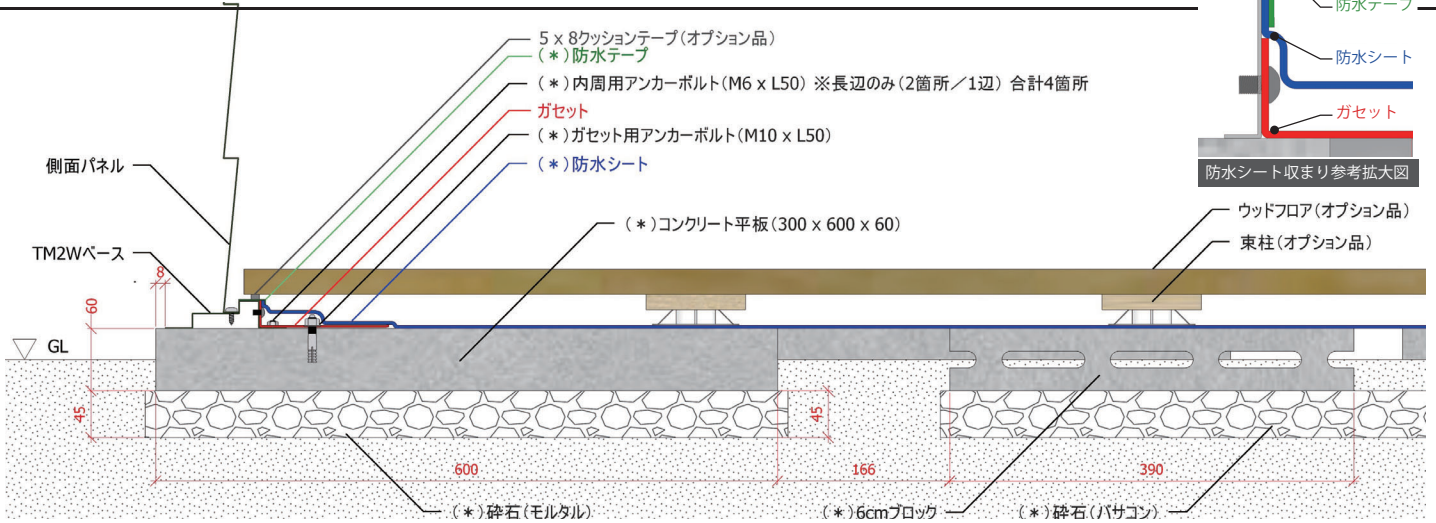 5 x 8クッションテープ(オプション品)
(*)防水テープ
(*)内周用アンカーボルト(M6 x L50) ※長辺のみ(2箇所/1辺) 合計4箇所
ガセット
(*)ガセット用アンカーボルト(M10 x L50)
(*)防水シート
側面パネル
(*)コンクリート平板(300 x 600 x 60)
TM2Wベース
防水テープ
防水シート
ガセット
防水シート収まり参考拡大図
ウッドフロア(オプション品)
束柱(オプション品)
8
60
GL
45
45
600
166
390
(*)砕石(モルタル)
(*)6cmブロック
(*)砕石(バサコン)